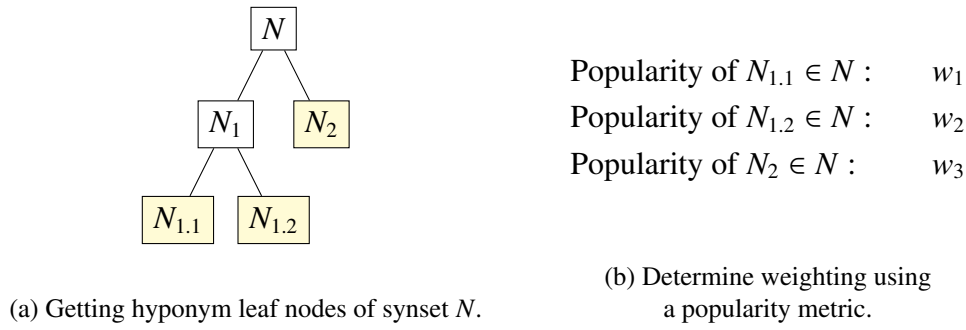 N
N₁ N₂
N₁.₁ N₁.₂
(a) Getting hyponym leaf nodes of synset N.
Popularity of N₁.₁ ∈ N : w₁
Popularity of N₁.₂ ∈ N : w₂
Popularity of N₂ ∈ N : w₃
(b) Determine weighting using
a popularity metric.